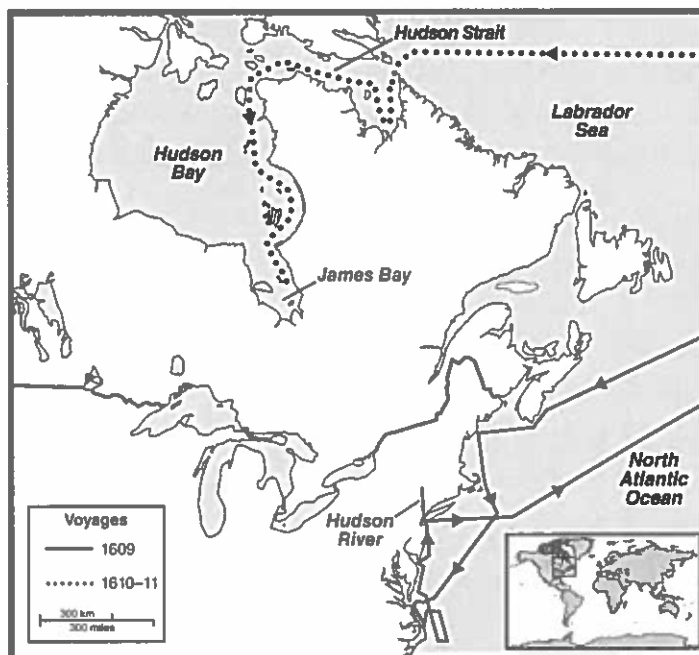 Hudson Strait
Labrador
Sea
Hudson
Bay
James Bay
North
Atlantic
Ocean
Hudson
River
Voyages
1609
1610–11
300 km
300 miles